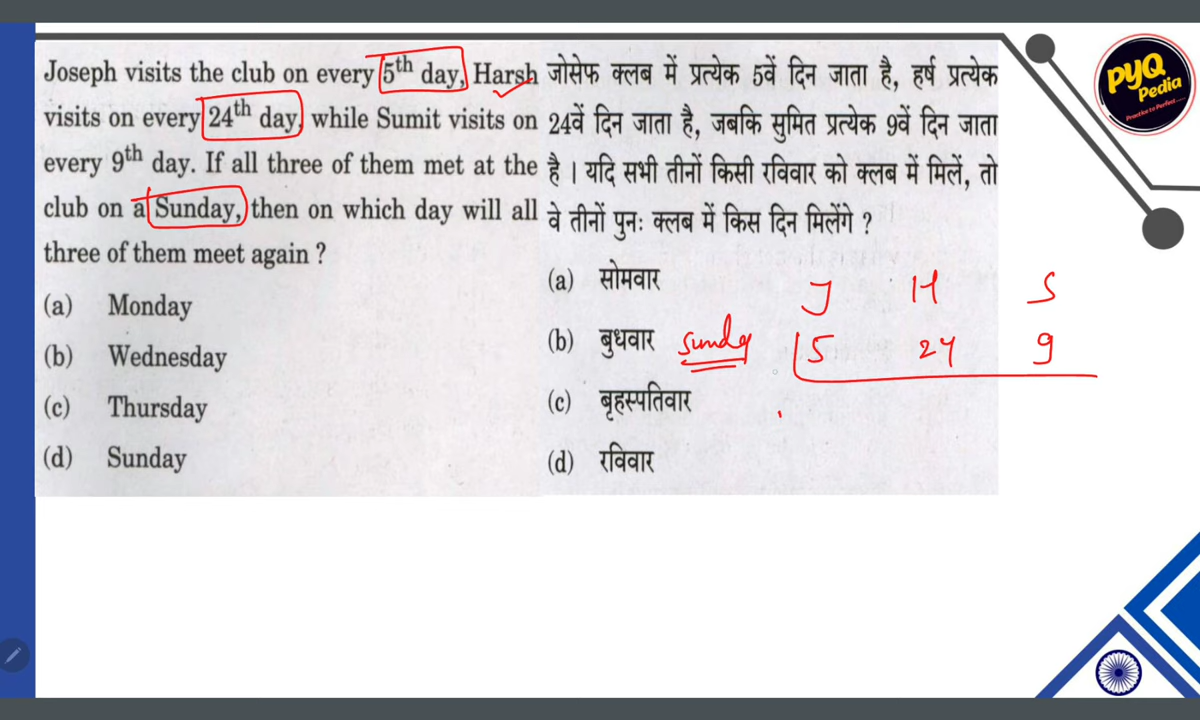 Joseph visits the club on every 5th day, Harsh
visits on every 24th day, while Sumit visits on
every 9th day. If all three of them met at the
club on a Sunday, then on which day will all
three of them meet again ?
(a) Monday
(b) Wednesday
(c) Thursday
(d) Sunday
जोसेफ क्लब में प्रत्येक 5वें दिन जाता है, हर्ष प्रत्येक
24वें दिन जाता है, जबकि सुमित प्रत्येक 9वें दिन जाता
है । यदि सभी तीनों किसी रविवार को क्लब में मिलें, तो
वे तीनों पुनः क्लब में किस दिन मिलेंगे ?
(a) सोमवार
(b) बुधवार
(c) बृहस्पतिवार
(d) रविवार
J H S
Sunday 5 24 9
PYQ
Pedia
Practice to Perfect